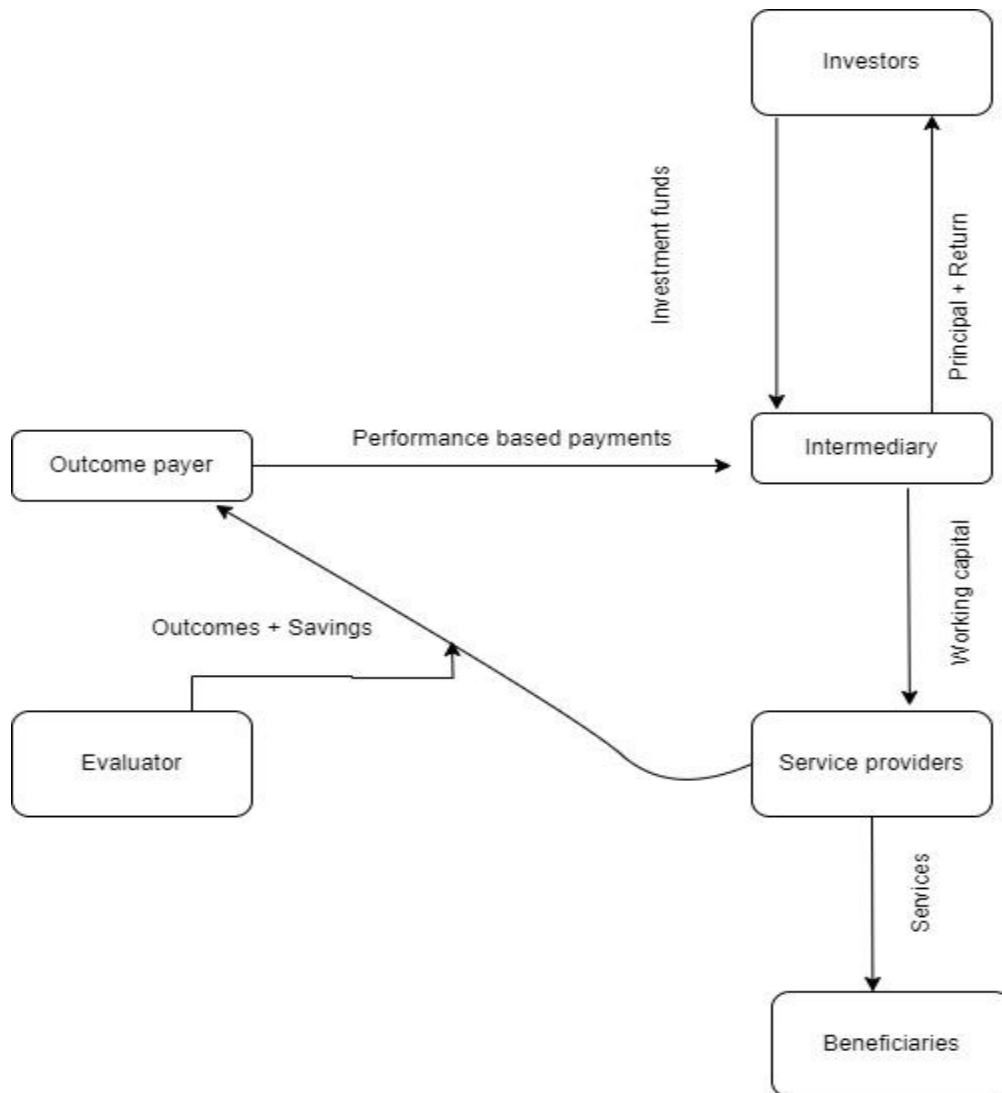 Investors
Investment funds
Principal + Return
Performance based payments
Outcome payer
Intermediary
Working capital
Outcomes + Savings
Evaluator
Service providers
Services
Beneficiaries